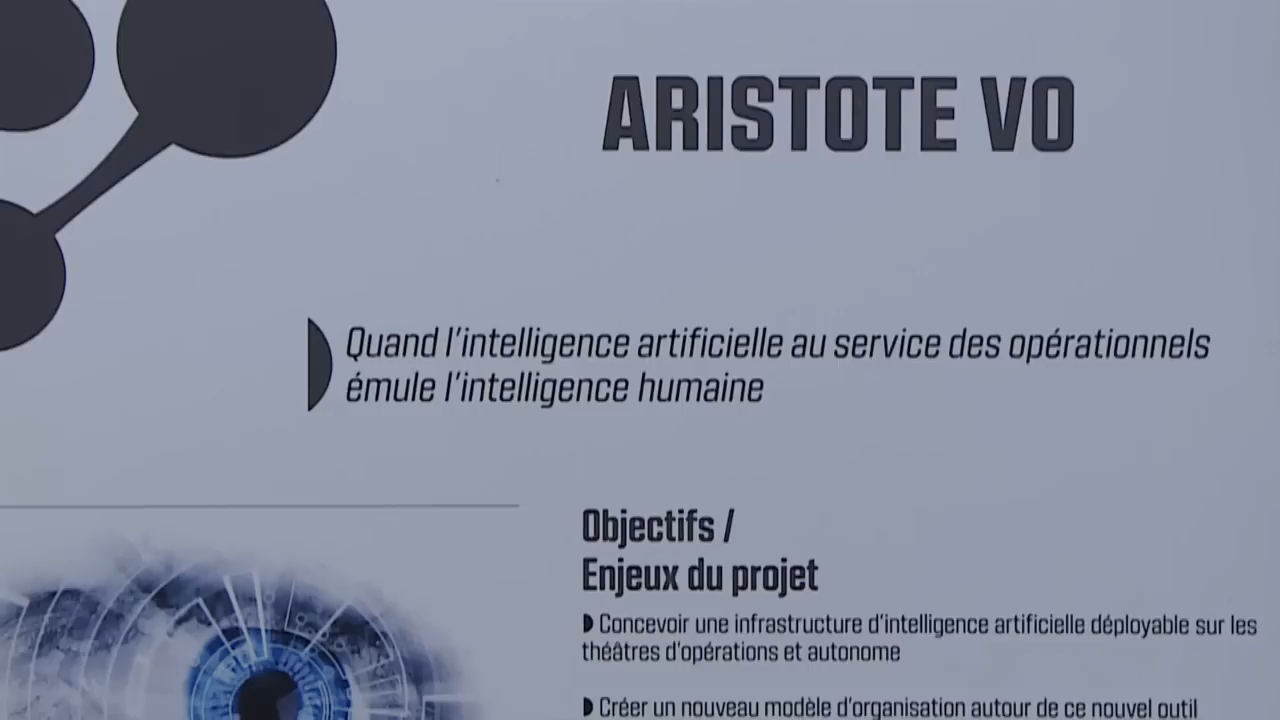 ARISTOTE VO
Quand l'intelligence artificielle au service des opérationnels
émule l'intelligence humaine
Objectifs /
Enjeux du projet
◗ Concevoir une infrastructure d'intelligence artificielle déployable sur les
théâtres d'opérations et autonome
◗ Créer un nouveau modèle d'organisation autour de ce nouvel outil